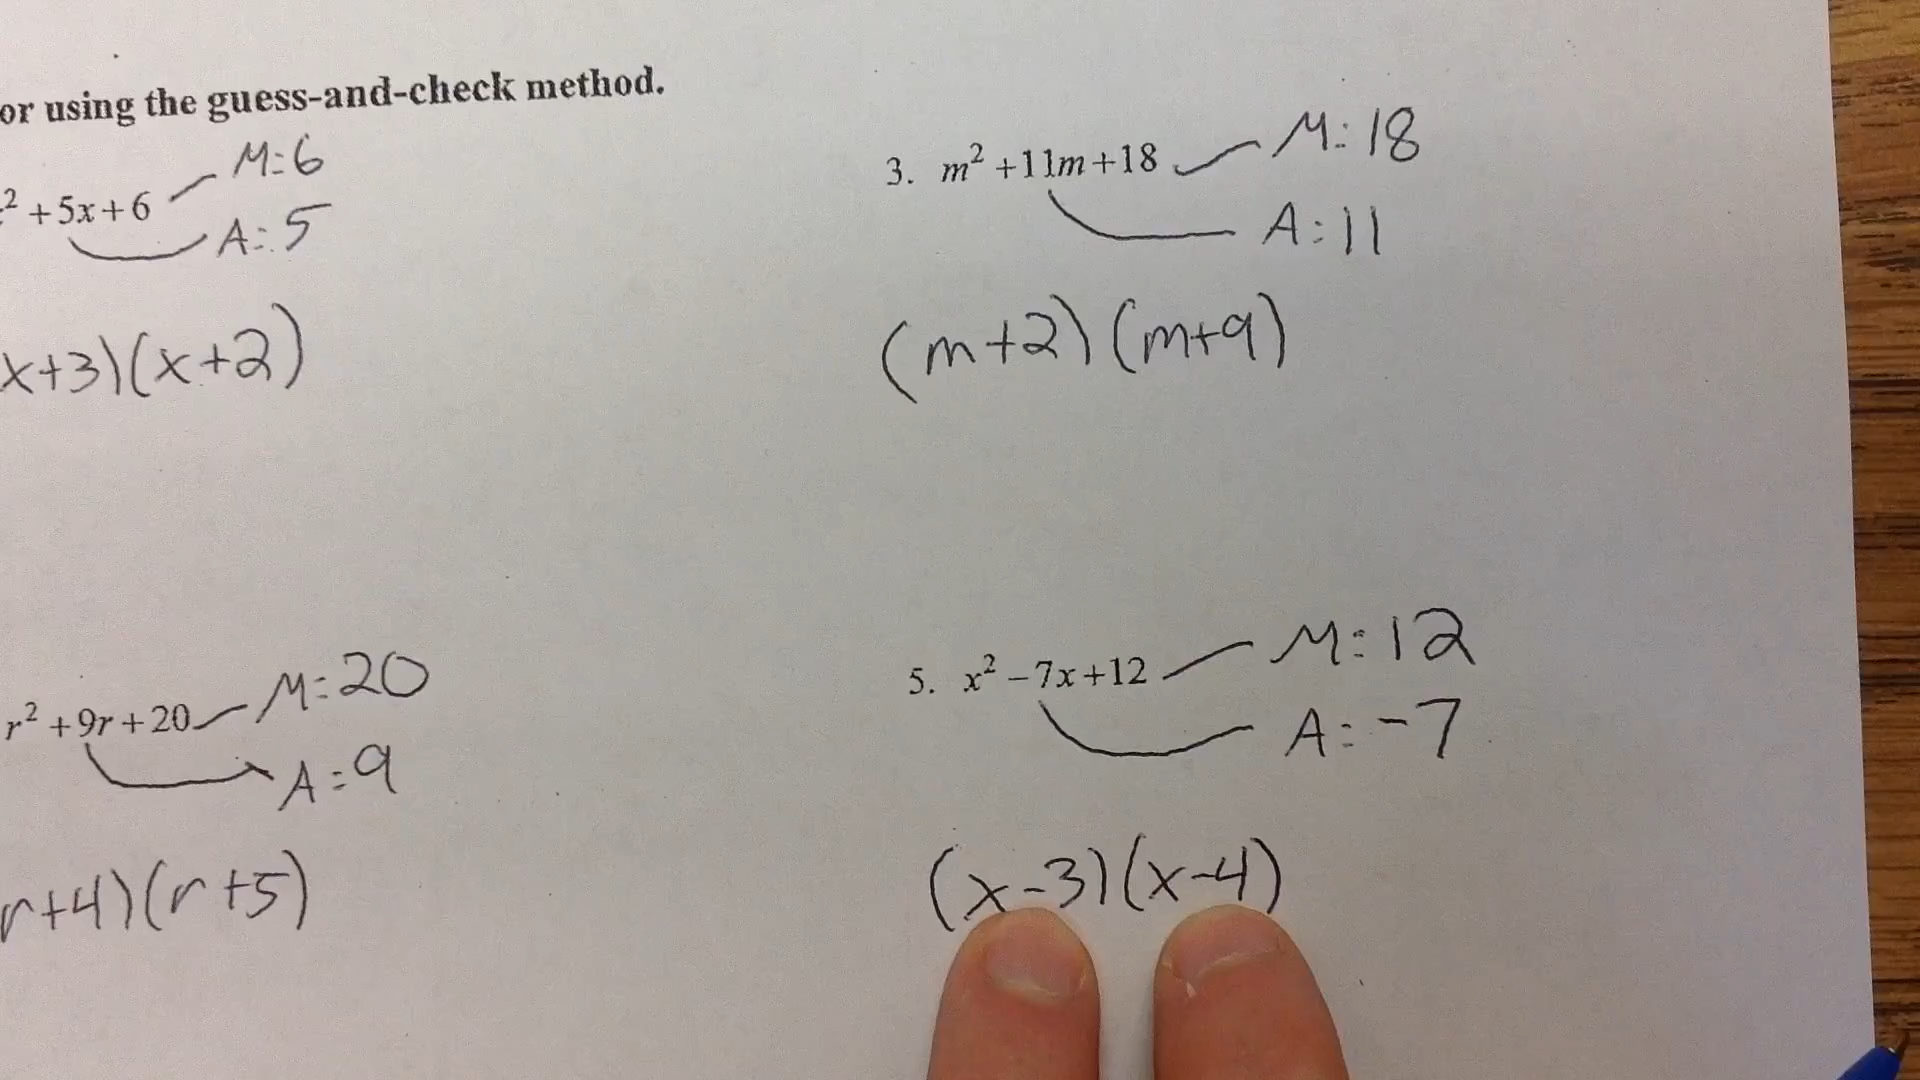 or using the guess-and-check method.
² +5x+6 M:6
A:5
x+3)(x+2)
3. m² +11m+18 M:18
A:11
(m+2)(m+9)
r² +9r+20 M:20
A:9
r+4)(r+5)
5. x² -7x+12 M:12
A:-7
(x-3)(x-4)